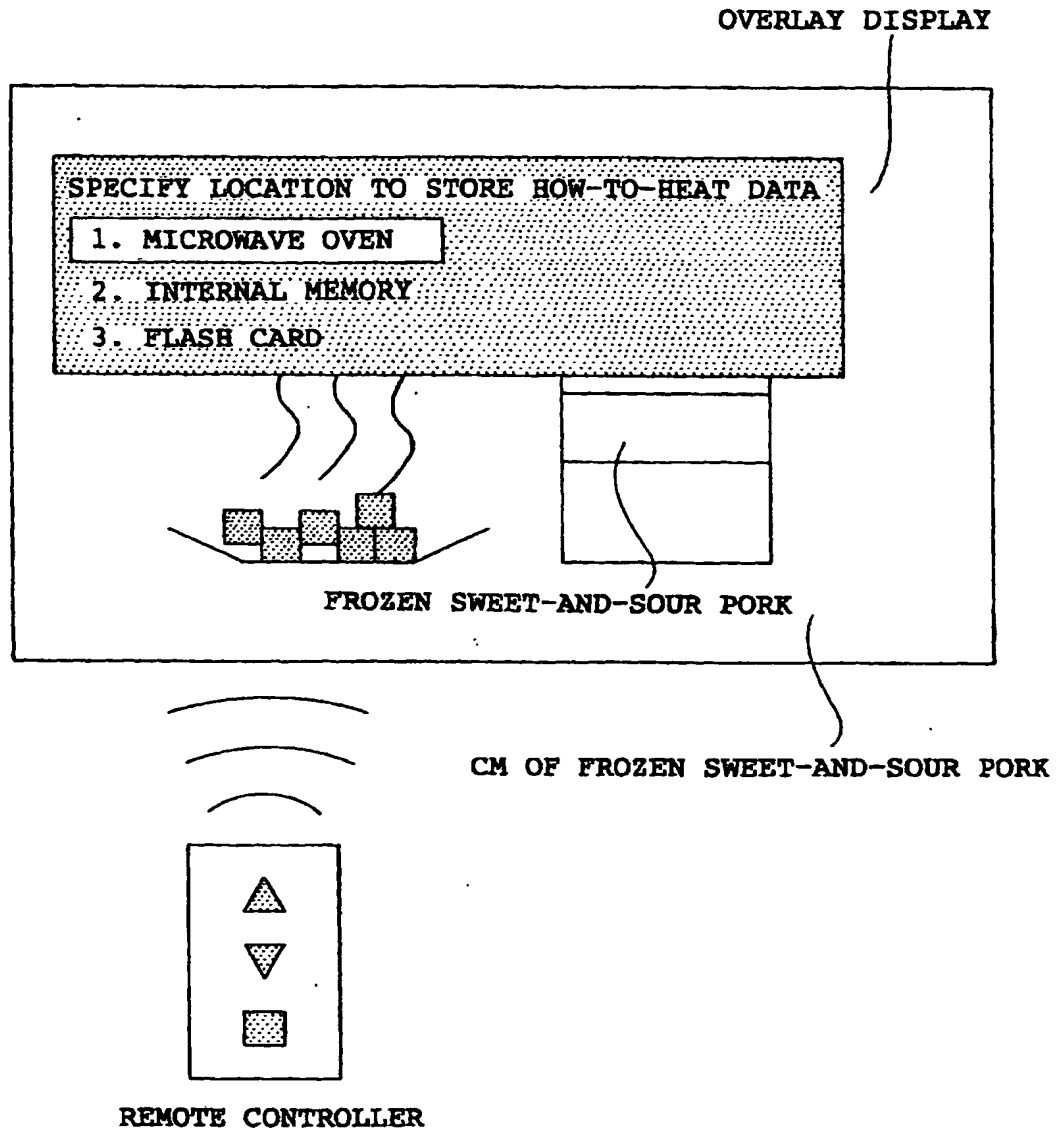 OVERLAY DISPLAY
SPECIFY LOCATION TO STORE HOW-TO-HEAT DATA
1. MICROWAVE OVEN
2. INTERNAL MEMORY
3. FLASH CARD
FROZEN SWEET-AND-SOUR PORK
CM OF FROZEN SWEET-AND-SOUR PORK
REMOTE CONTROLLER